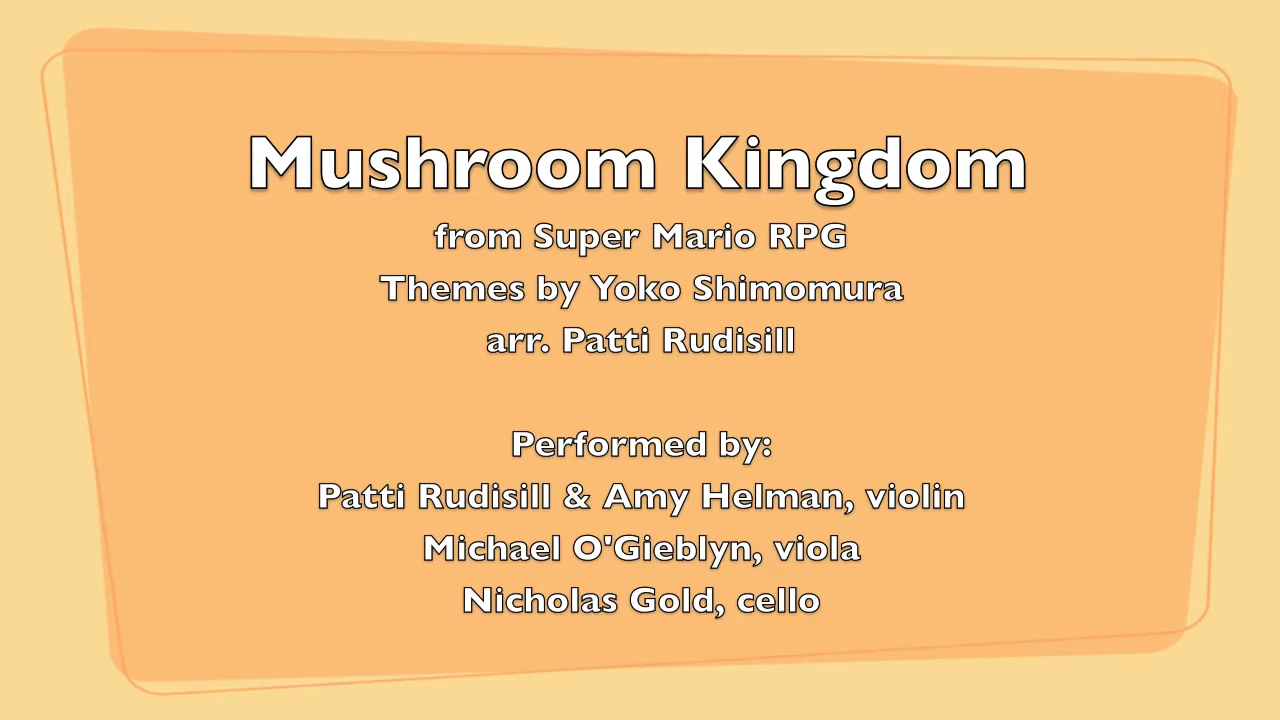 Mushroom Kingdom
from Super Mario RPG
Themes by Yoko Shimomura
arr. Patti Rudisill
Performed by:
Patti Rudisill & Amy Helman, violin
Michael O'Gieblyn, viola
Nicholas Gold, cello